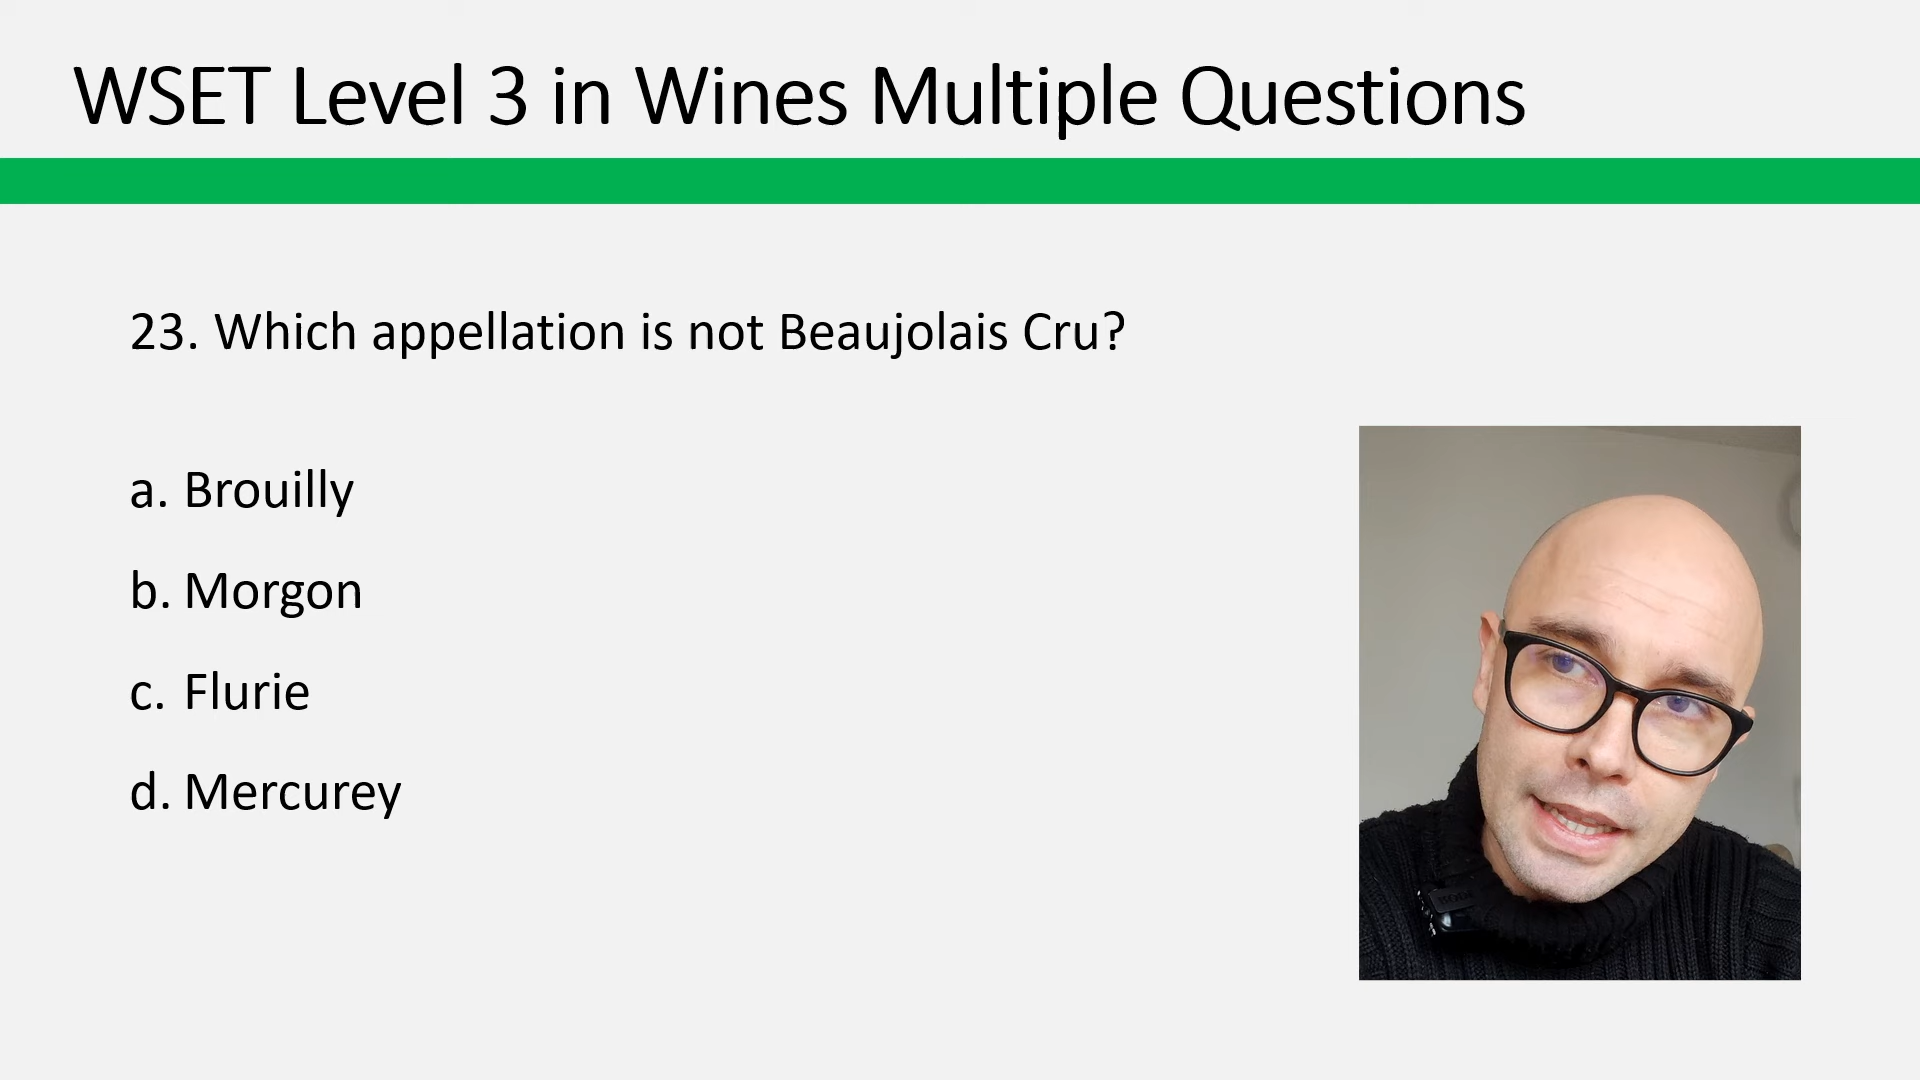 WSET Level 3 in Wines Multiple Questions
23. Which appellation is not Beaujolais Cru?
a. Brouilly
b. Morgon
c. Flurie
d. Mercurey